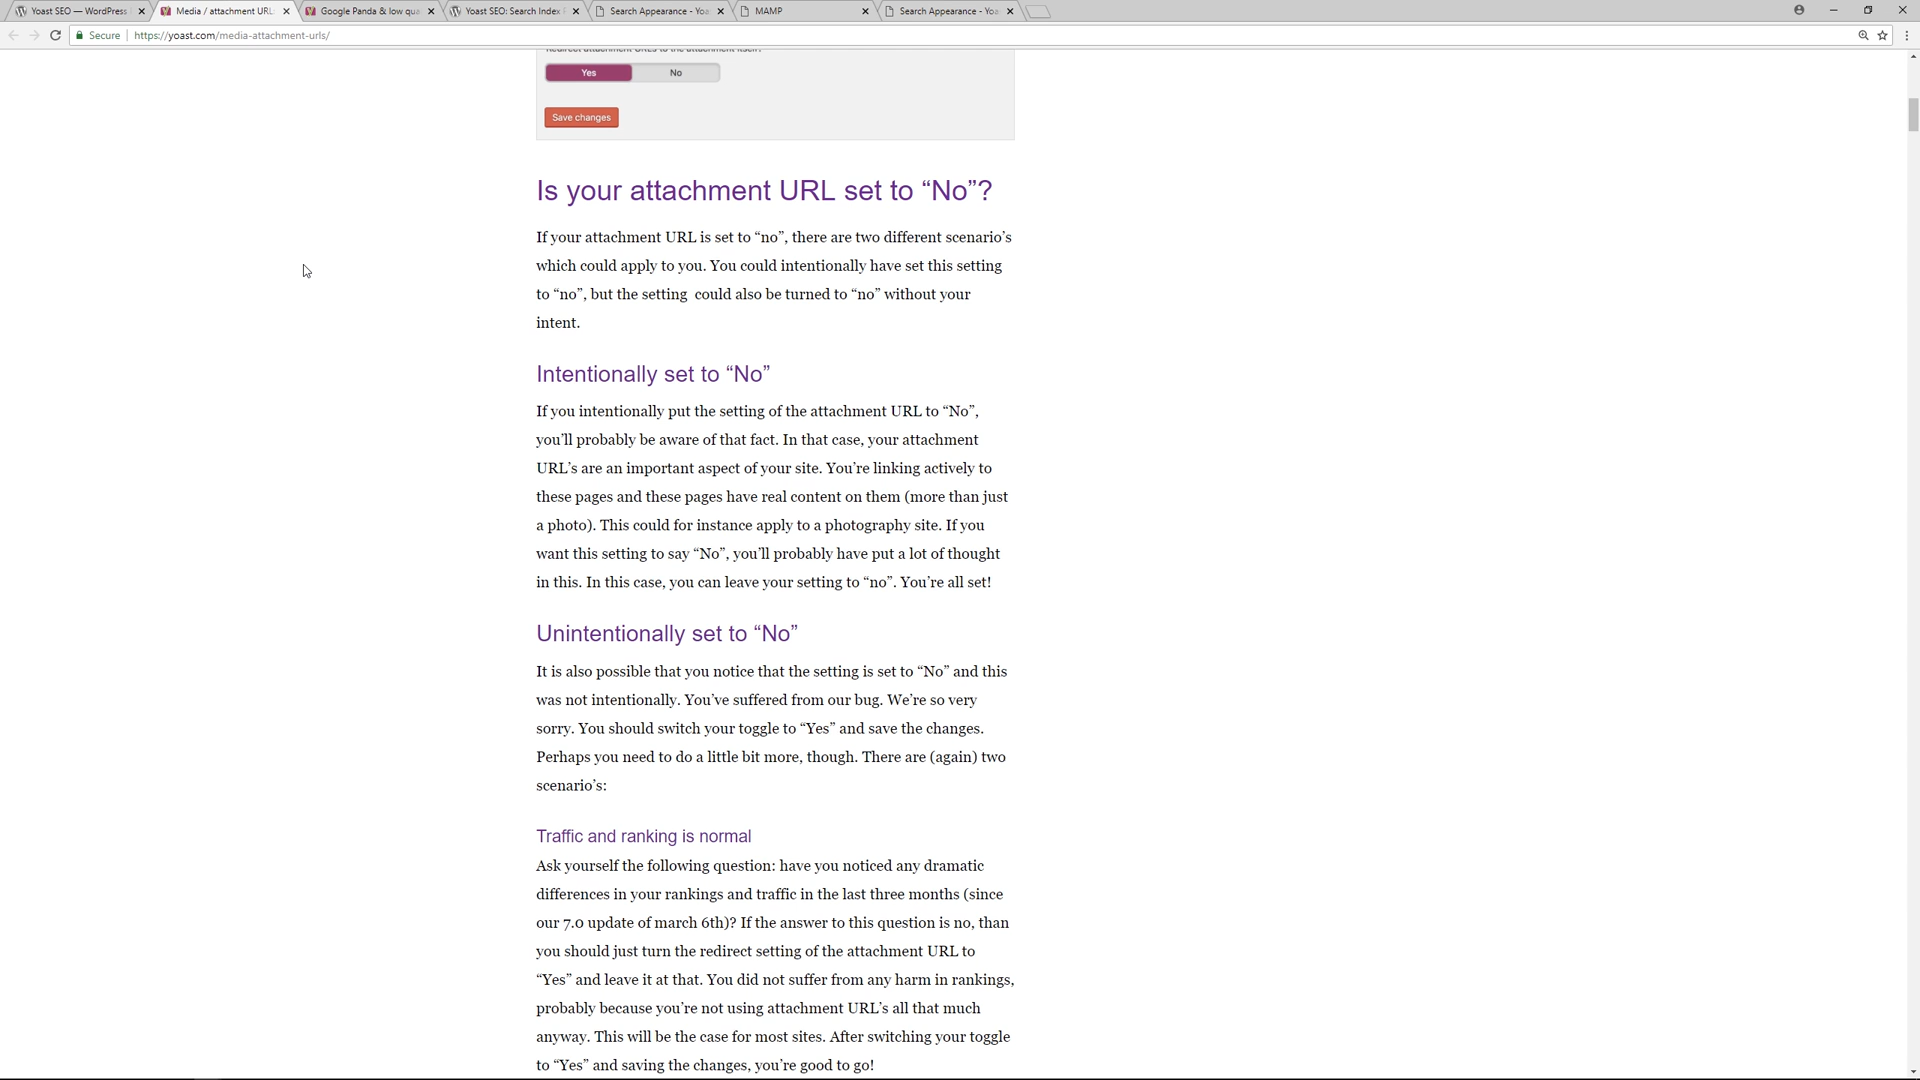 Yoast SEO — WordPress
Media / attachment URL
Google Panda & low qua
Yoast SEO: Search Index
Search Appearance - Yoa
MAMP
Search Appearance - Yoa
Secure
https://yoast.com/media-attachment-urls/
Redirect attachment URLs to the attachment itself?
Yes
No
Save changes
Is your attachment URL set to “No”?
If your attachment URL is set to “no”, there are two different scenario’s
which could apply to you. You could intentionally have set this setting
to “no”, but the setting could also be turned to “no” without your
intent.
Intentionally set to “No”
If you intentionally put the setting of the attachment URL to “No”,
you’ll probably be aware of that fact. In that case, your attachment
URL’s are an important aspect of your site. You’re linking actively to
these pages and these pages have real content on them (more than just
a photo). This could for instance apply to a photography site. If you
want this setting to say “No”, you’ll probably have put a lot of thought
in this. In this case, you can leave your setting to “no”. You’re all set!
Unintentionally set to “No”
It is also possible that you notice that the setting is set to “No” and this
was not intentionally. You’ve suffered from our bug. We’re so very
sorry. You should switch your toggle to “Yes” and save the changes.
Perhaps you need to do a little bit more, though. There are (again) two
scenario’s:
Traffic and ranking is normal
Ask yourself the following question: have you noticed any dramatic
differences in your rankings and traffic in the last three months (since
our 7.0 update of march 6th)? If the answer to this question is no, than
you should just turn the redirect setting of the attachment URL to
“Yes” and leave it at that. You did not suffer from any harm in rankings,
probably because you’re not using attachment URL’s all that much
anyway. This will be the case for most sites. After switching your toggle
to “Yes” and saving the changes, you’re good to go!